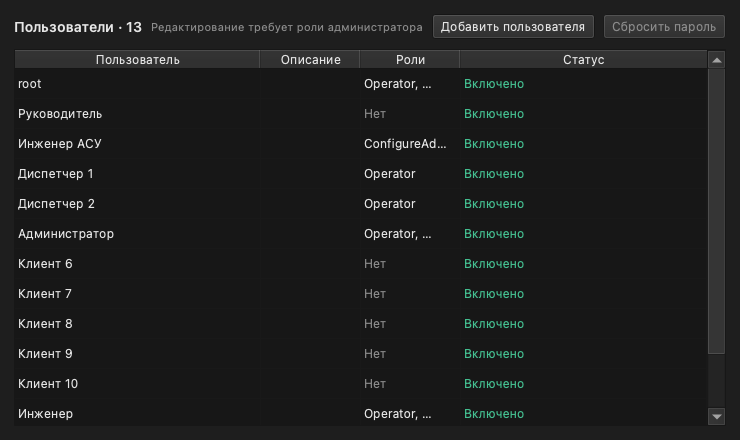 Пользователи · 13 Редактирование требует роли администратора Добавить пользователя Сбросить пароль
Пользователь Описание Роли Статус
root Operator, ... Включено
Руководитель Нет Включено
Инженер АСУ ConfigureAd... Включено
Диспетчер 1 Operator Включено
Диспетчер 2 Operator Включено
Администратор Operator, ... Включено
Клиент 6 Нет Включено
Клиент 7 Нет Включено
Клиент 8 Нет Включено
Клиент 9 Нет Включено
Клиент 10 Нет Включено
Инженер Operator, ... Включено